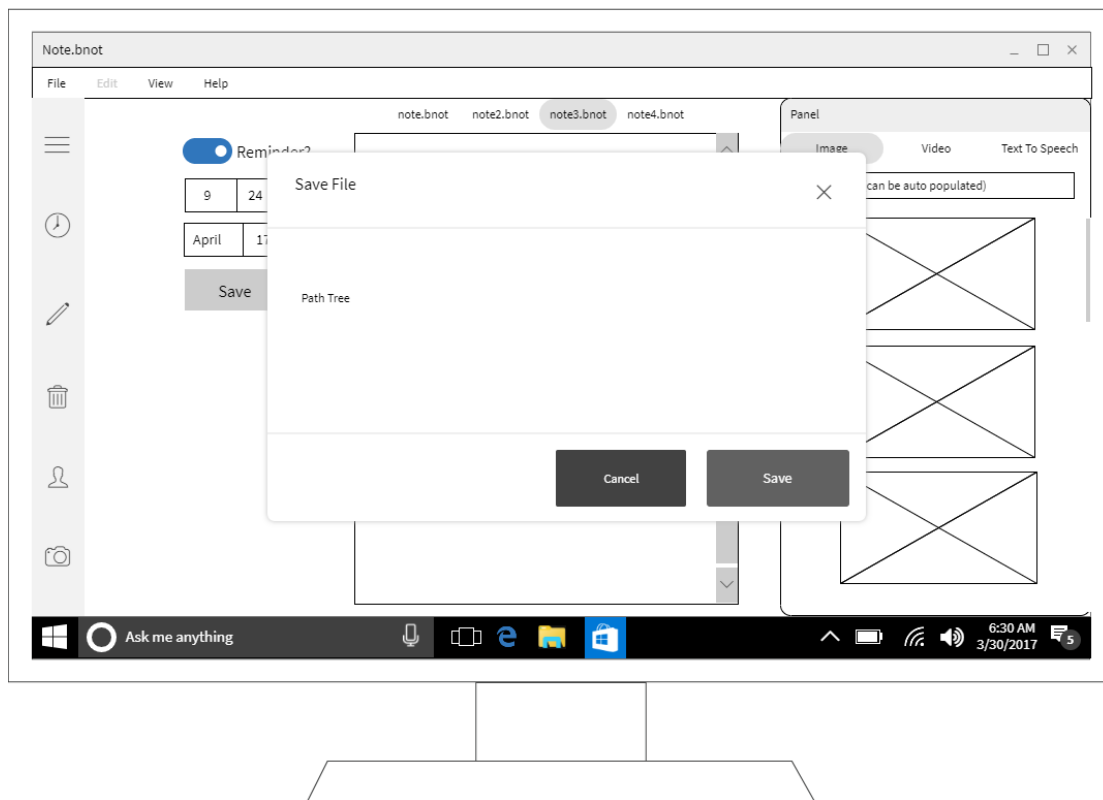 Note.bnot
File Edit View Help
note.bnot note2.bnot note3.bnot note4.bnot
Panel
Reminder?
Image Video Text To Speech
can be auto populated)
9 24
Save File
April 17
Save
Path Tree
Cancel Save
Ask me anything
6:30 AM
3/30/2017
5